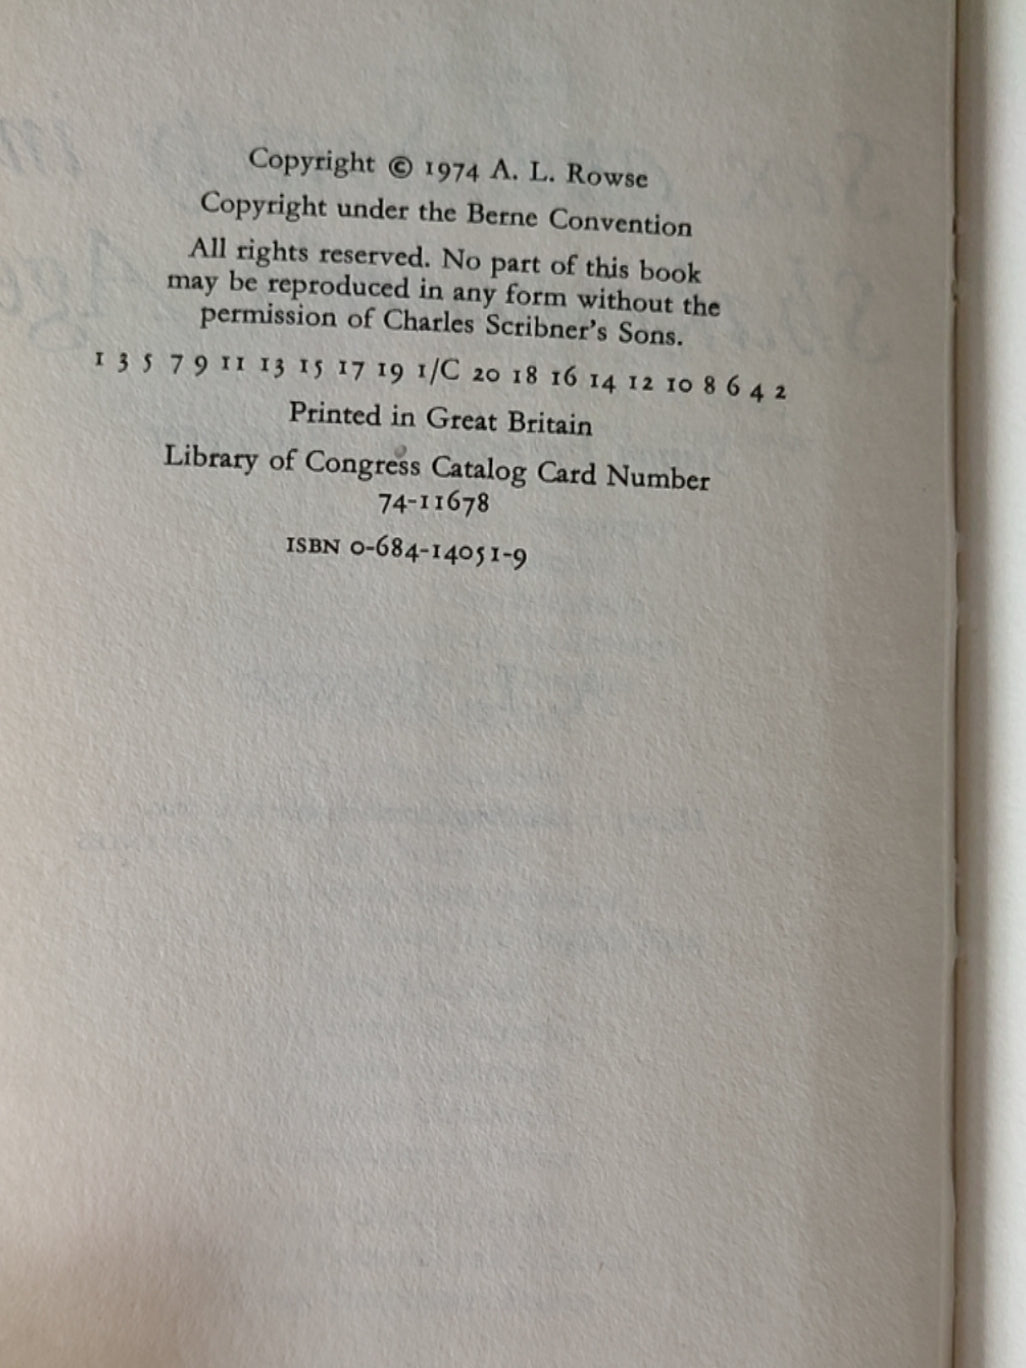 Copyright © 1974 A. L. Rowse
Copyright under the Berne Convention
All rights reserved. No part of this book
may be reproduced in any form without the
permission of Charles Scribner's Sons.
1 3 5 7 9 11 13 15 17 19 1/C 20 18 16 14 12 10 8 6 4 2
Printed in Great Britain
Library of Congress Catalog Card Number
74-11678
ISBN 0-684-14051-9